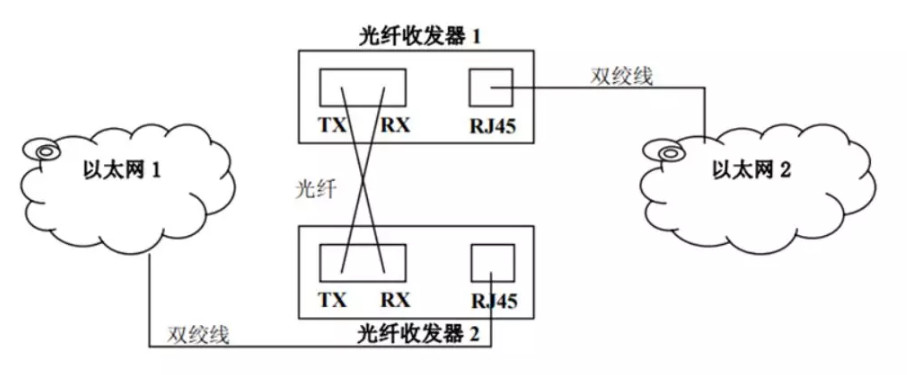 光纤收发器 1
双绞线
TX RX RJ45
以太网 1
以太网 2
光纤
TX RX RJ45
双绞线
光纤收发器 2